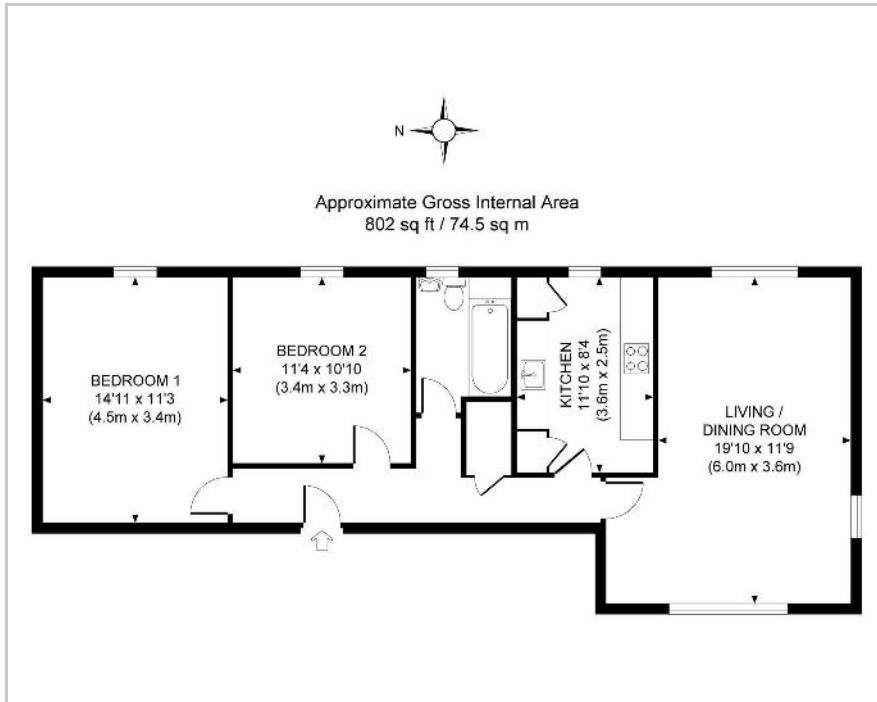 N
Approximate Gross Internal Area
802 sq ft / 74.5 sq m
BEDROOM 1
14'11 x 11'3
(4.5m x 3.4m)
BEDROOM 2
11'4 x 10'10
(3.4m x 3.3m)
KITCHEN
11'10 x 8'4
(3.6m x 2.5m)
LIVING /
DINING ROOM
19'10 x 11'9
(6.0m x 3.6m)